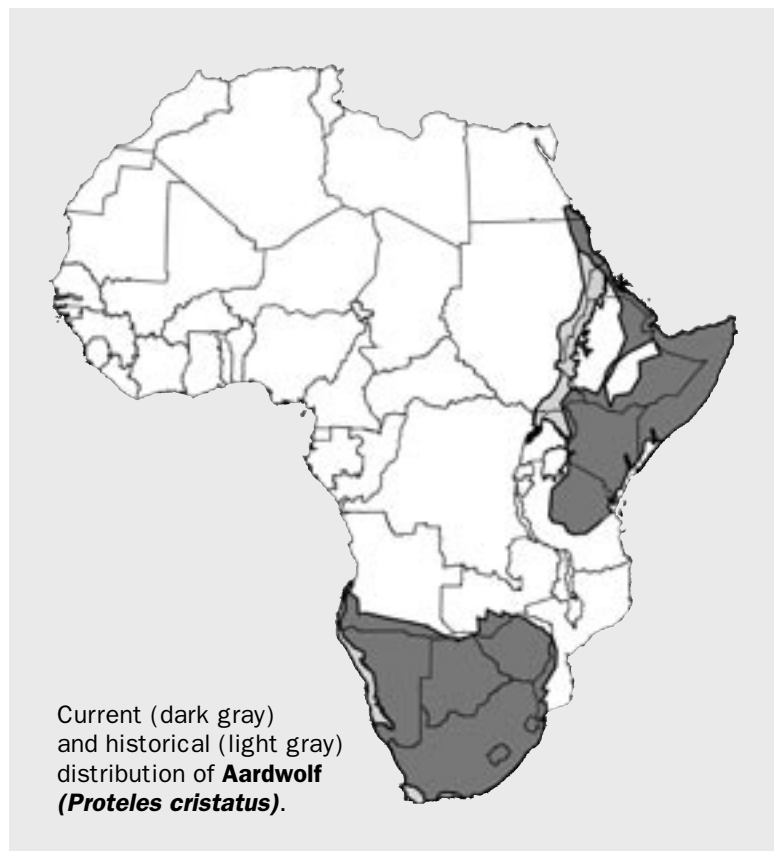 Current (dark gray)
and historical (light gray)
distribution of Aardwolf
(Proteles cristatus).